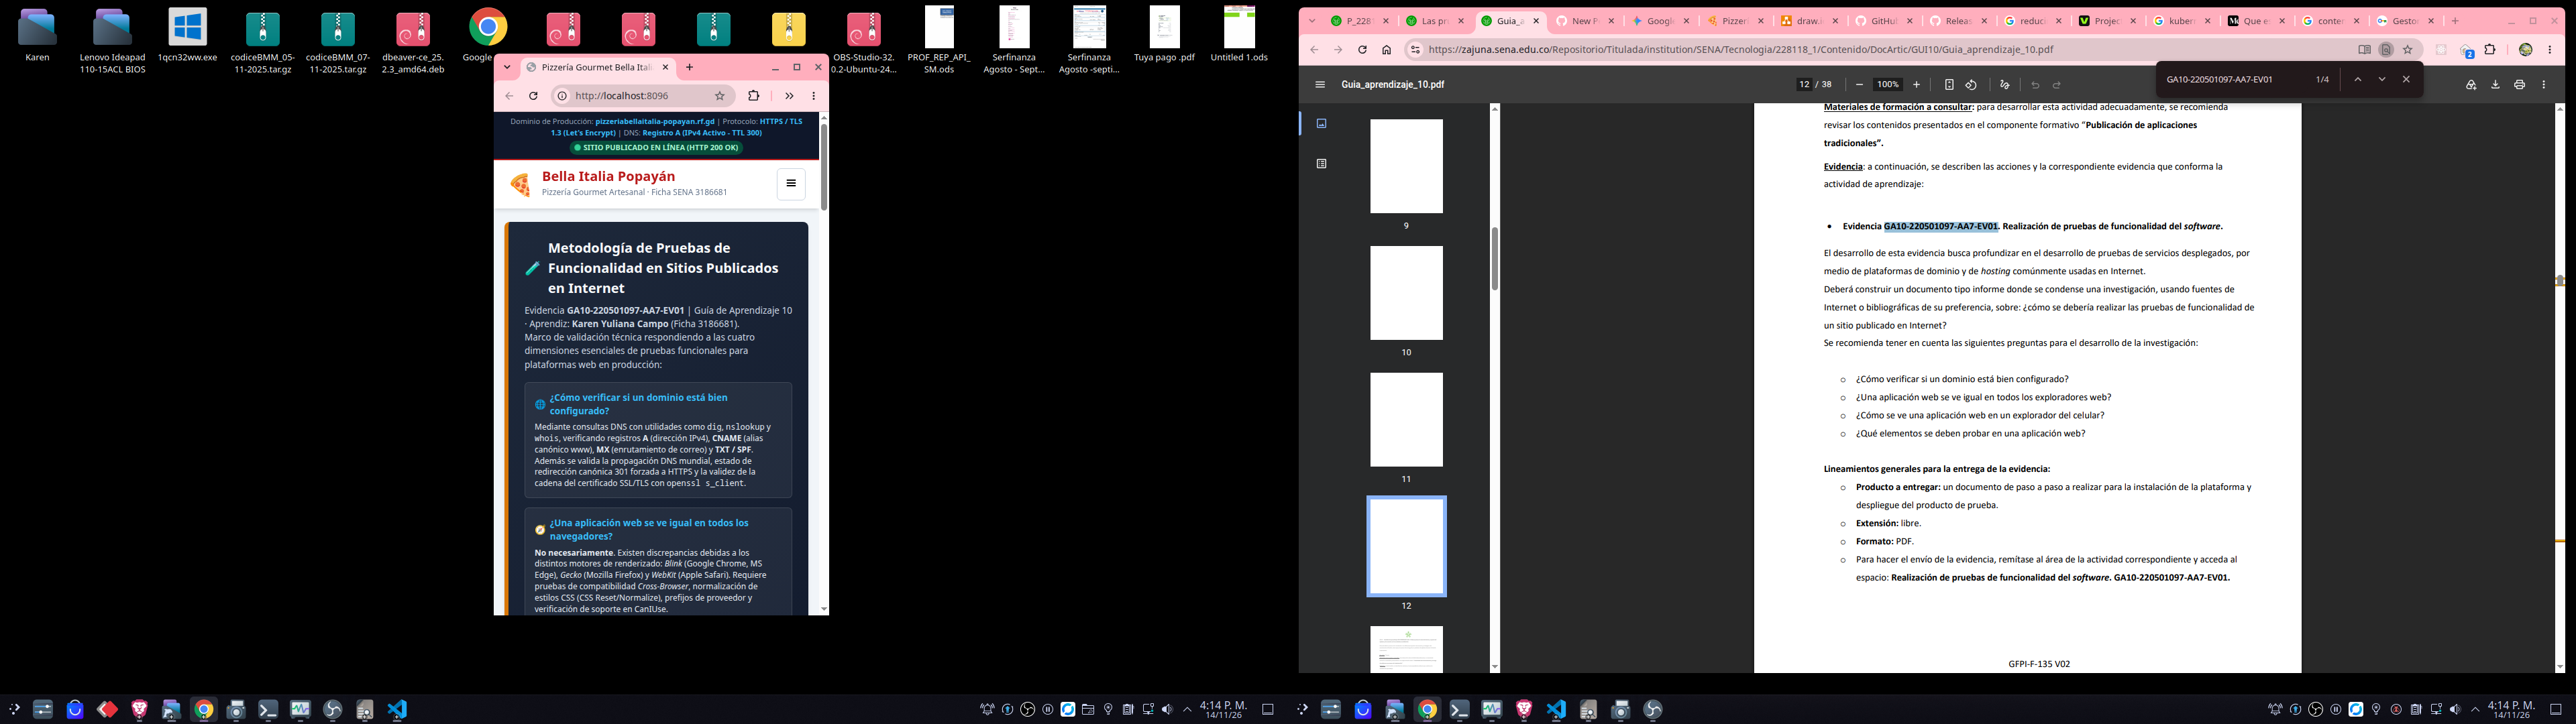 Karen
Lenovo Ideapad
110-15ACL BIOS
1qcn32ww.exe
codiceBMM_05-
11-2025.tar.gz
codiceBMM_07-
11-2025.tar.gz
dbeaver-ce_25.
2.3_amd64.deb
Google
OBS-Studio-32.
0.2-Ubuntu-24...
PROF_REP_API_
SM.ods
Serfinanza
Agosto - Sept...
Serfinanza
Agosto -septi...
Tuya pago .pdf
Untitled 1.ods
Pizzería Gourmet Bella Itali
http://localhost:8096
Dominio de Producción: pizzeriabellaitalia-popayan.rf.gd | Protocolo: HTTPS / TLS
1.3 (Let's Encrypt) | DNS: Registro A (IPv4 Activo - TTL 300)
SITIO PUBLICADO EN LÍNEA (HTTP 200 OK)
Bella Italia Popayán
Pizzería Gourmet Artesanal · Ficha SENA 3186681
Metodología de Pruebas de
Funcionalidad en Sitios Publicados
en Internet
Evidencia GA10-220501097-AA7-EV01 | Guía de Aprendizaje 10
· Aprendiz: Karen Yuliana Campo (Ficha 3186681).
Marco de validación técnica respondiendo a las cuatro
dimensiones esenciales de pruebas funcionales para
plataformas web en producción:
¿Cómo verificar si un dominio está bien
configurado?
Mediante consultas DNS con utilidades como dig, nslookup y
whois, verificando registros A (dirección IPv4), CNAME (alias
canónico www), MX (enrutamiento de correo) y TXT / SPF.
Además se valida la propagación DNS mundial, estado de
redirección canónica 301 forzada a HTTPS y la validez de la
cadena del certificado SSL/TLS con openssl s_client.
¿Una aplicación web se ve igual en todos los
navegadores?
No necesariamente. Existen discrepancias debidas a los
distintos motores de renderizado: Blink (Google Chrome, MS
Edge), Gecko (Mozilla Firefox) y WebKit (Apple Safari). Requiere
pruebas de compatibilidad Cross-Browser, normalización de
estilos CSS (CSS Reset/Normalize), prefijos de proveedor y
verificación de soporte en CanIUse.
P_2281
Las pr
Guia_a
New P
Google
Pizzeri
draw.i
GitHub
Releas
reduci
Projec
kubern
Que es
conten
Gestor
https://zajuna.sena.edu.co/Repositorio/Titulada/institution/SENA/Tecnologia/228118_1/Contenido/DocArtic/GUI10/Guia_aprendizaje_10.pdf
2
Guia_aprendizaje_10.pdf
12 / 38
100%
GA10-220501097-AA7-EV01
1/4
9
10
11
12
Materiales de formación a consultar: para desarrollar esta actividad adecuadamente, se recomienda
revisar los contenidos presentados en el componente formativo "Publicación de aplicaciones
tradicionales".
Evidencia: a continuación, se describen las acciones y la correspondiente evidencia que conforma la
actividad de aprendizaje:
• Evidencia GA10-220501097-AA7-EV01. Realización de pruebas de funcionalidad del software.
El desarrollo de esta evidencia busca profundizar en el desarrollo de pruebas de servicios desplegados, por
medio de plataformas de dominio y de hosting comúnmente usadas en Internet.
Deberá construir un documento tipo informe donde se condense una investigación, usando fuentes de
Internet o bibliográficas de su preferencia, sobre: ¿cómo se debería realizar las pruebas de funcionalidad de
un sitio publicado en Internet?
Se recomienda tener en cuenta las siguientes preguntas para el desarrollo de la investigación:
o ¿Cómo verificar si un dominio está bien configurado?
o ¿Una aplicación web se ve igual en todos los exploradores web?
o ¿Cómo se ve una aplicación web en un explorador del celular?
o ¿Qué elementos se deben probar en una aplicación web?
Lineamientos generales para la entrega de la evidencia:
o Producto a entregar: un documento de paso a paso a realizar para la instalación de la plataforma y
despliegue del producto de prueba.
o Extensión: libre.
o Formato: PDF.
o Para hacer el envío de la evidencia, remítase al área de la actividad correspondiente y acceda al
espacio: Realización de pruebas de funcionalidad del software. GA10-220501097-AA7-EV01.
GFPI-F-135 V02
4:14 P. M.
14/11/26
4:14 P. M.
14/11/26